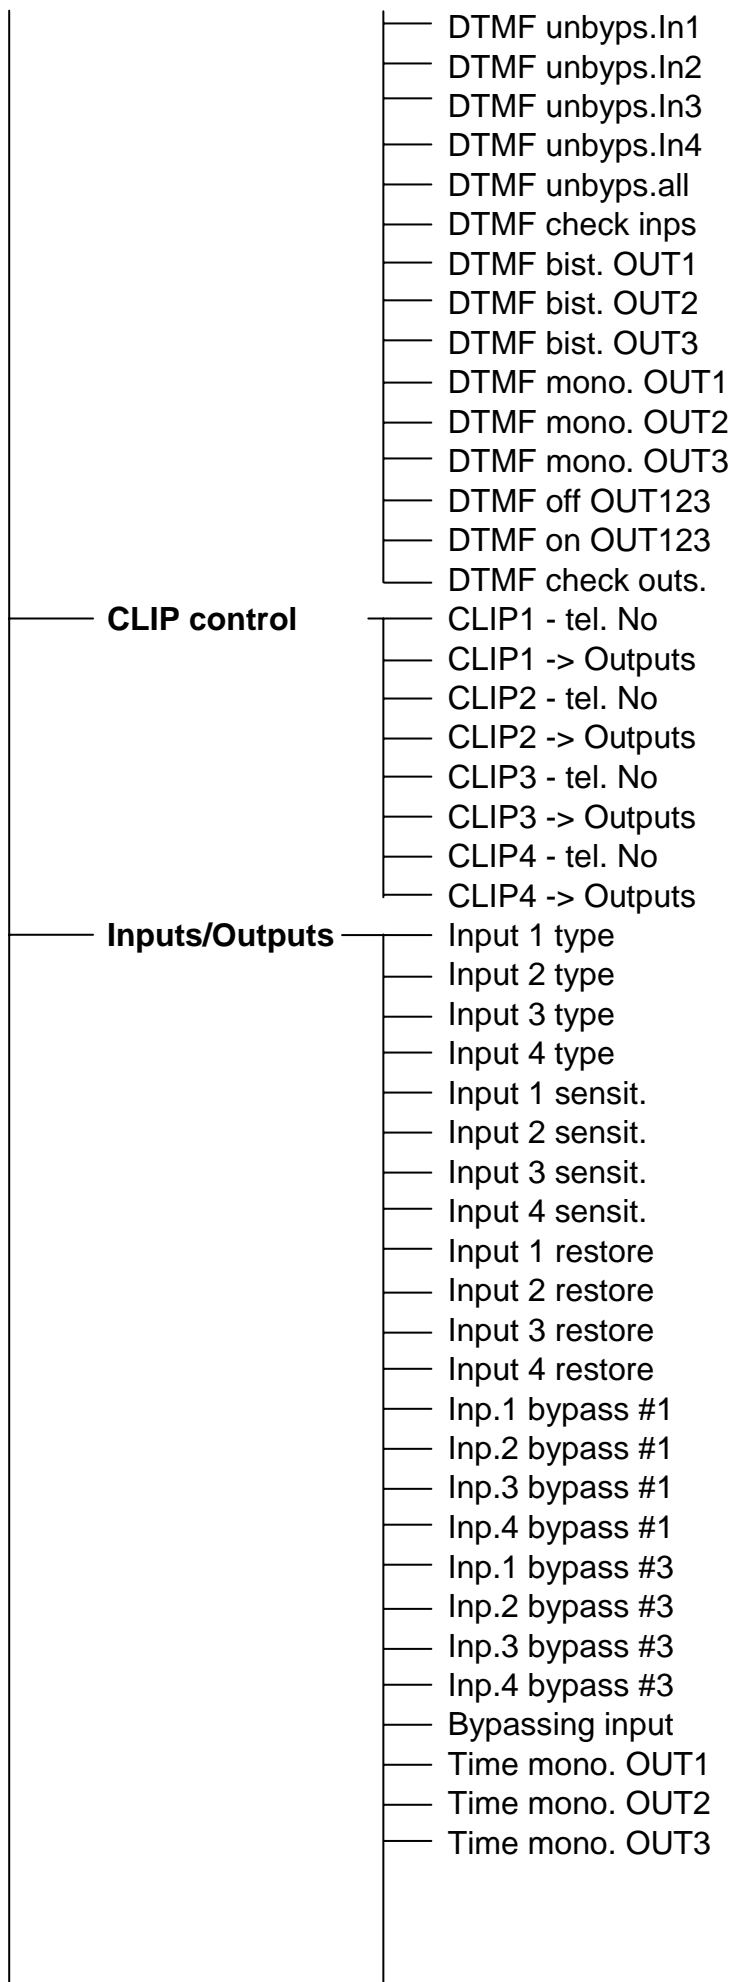 DTMF unbyps.In1
DTMF unbyps.In2
DTMF unbyps.In3
DTMF unbyps.In4
DTMF unbyps.all
DTMF check inps
DTMF bist. OUT1
DTMF bist. OUT2
DTMF bist. OUT3
DTMF mono. OUT1
DTMF mono. OUT2
DTMF mono. OUT3
DTMF off OUT123
DTMF on OUT123
DTMF check outs.
CLIP control CLIP1 - tel. No
CLIP1 -> Outputs
CLIP2 - tel. No
CLIP2 -> Outputs
CLIP3 - tel. No
CLIP3 -> Outputs
CLIP4 - tel. No
CLIP4 -> Outputs
Inputs/Outputs Input 1 type
Input 2 type
Input 3 type
Input 4 type
Input 1 sensit.
Input 2 sensit.
Input 3 sensit.
Input 4 sensit.
Input 1 restore
Input 2 restore
Input 3 restore
Input 4 restore
Inp.1 bypass #1
Inp.2 bypass #1
Inp.3 bypass #1
Inp.4 bypass #1
Inp.1 bypass #3
Inp.2 bypass #3
Inp.3 bypass #3
Inp.4 bypass #3
Bypassing input
Time mono. OUT1
Time mono. OUT2
Time mono. OUT3